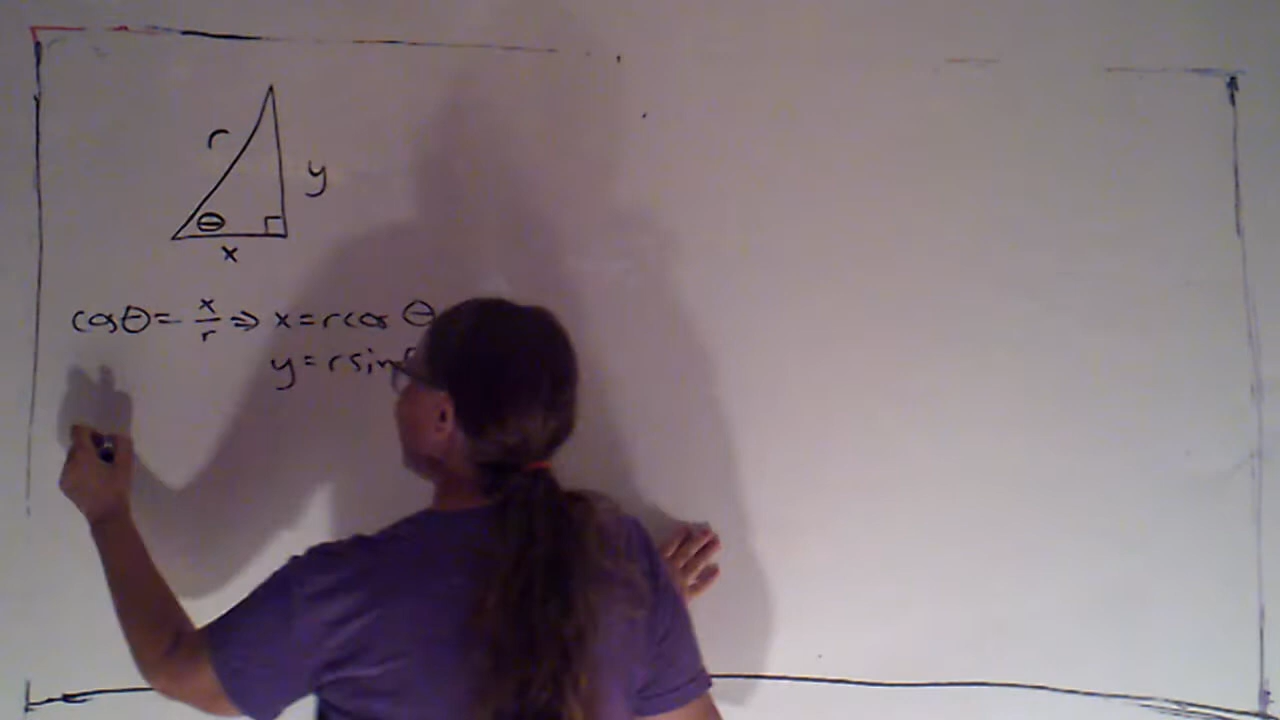 r
y
θ
x
cosθ = x/r ⇒ x = r cos θ
y = r sin